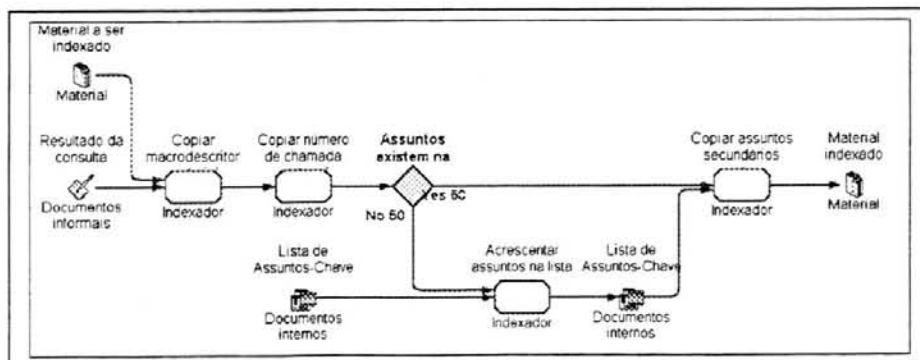 Material a ser
indexado
Material
Resultado da
consulta
Documentos
informais
Copiar
macrodescritor
Indexador
Copiar número
de chamada
Indexador
Assuntos
existem na
Yes 50
No 50
Lista de
Assuntos-Chave
Documentos
internos
Acrescentar
assuntos na lista
Indexador
Lista de
Assuntos-Chave
Documentos
internos
Copiar assuntos
secundários
Indexador
Material
indexado
Material